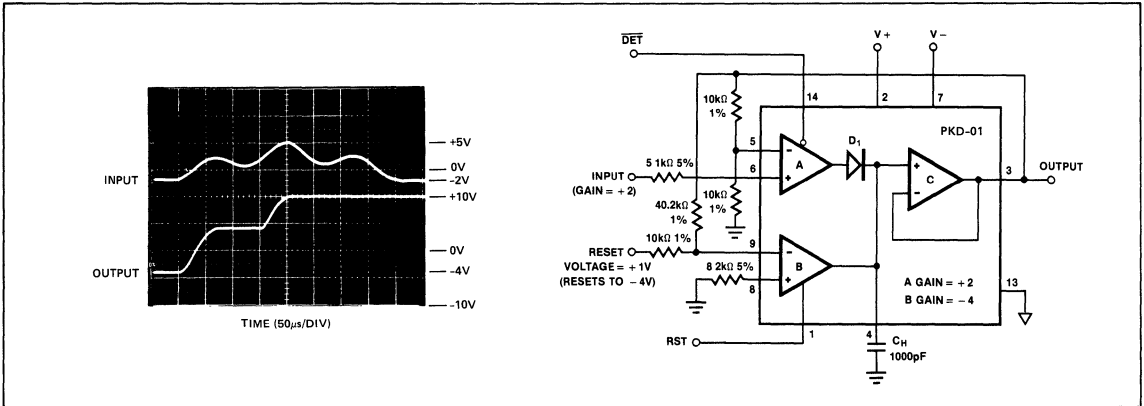 +5V
0V
-2V
+10V
0V
-4V
-10V
INPUT
OUTPUT
TIME (50μs/DIV)
DET
V+
V-
14
2
7
10kΩ
1%
PKD-01
5
6
A
D1
C
3
OUTPUT
5 1kΩ 5%
INPUT
(GAIN = +2)
40.2kΩ
1%
10kΩ
1%
RESET
10kΩ 1%
9
VOLTAGE = +1V
(RESETS TO -4V)
8 2kΩ 5%
8
B
A GAIN = +2
B GAIN = -4
13
RST
1
4
CH
1000pF